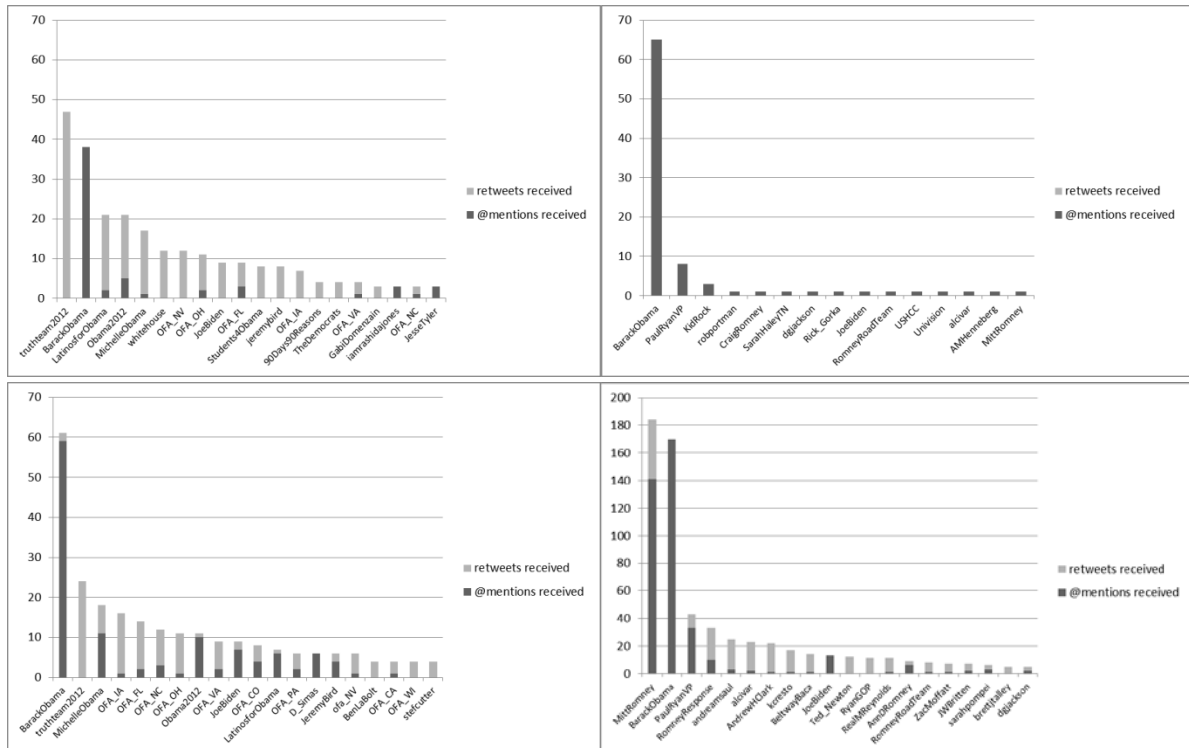 70
60
50
40
30
20
10
0
retweets received
@mentions received
truthteam2012
BarackObama
LatinosforObama
Obama2012
MichelleObama
whitehouse
OFA_NV
OFA_OH
JoeBiden
OFA_FL
Students4Obama
jeremybird
OFA_IA
90Days90Reasons
TheDemocrats
OFA_VA
GabiDomenzain
iamrashidajones
OFA_NC
JesseTyler
70
60
50
40
30
20
10
0
retweets received
@mentions received
BarackObama
PaulRyanVP
KidRock
robportman
CraigRomney
SarahHaleyTN
dgjackson
Rick_Gorka
JoeBiden
RomneyRoadTeam
USHCC
Univision
alcivar
AMHenneberg
MittRomney
70
60
50
40
30
20
10
0
retweets received
@mentions received
BarackObama
truthteam2012
MichelleObama
OFA_IA
OFA_FL
OFA_NC
OFA_OH
Obama2012
OFA_VA
JoeBiden
OFA_CO
LatinosforObama
OFA_PA
D_Simas
JeremyBird
ofa_NV
BenLaBolt
OFA_CA
OFA_WI
stefcutter
200
180
160
140
120
100
80
60
40
20
0
retweets received
@mentions received
MittRomney
BarackObama
PaulRyanVP
RomneyResponse
andreamsaul
alcivar
AndrewHClark
kcresto
BeltwayBaca
JoeBiden
Ted_Newton
RyanGOP
RealMReynolds
AnnDRomney
RomneyRoadTeam
ZacMoffatt
JWBritten
sarahpompei
brettjtalley
dgjackson